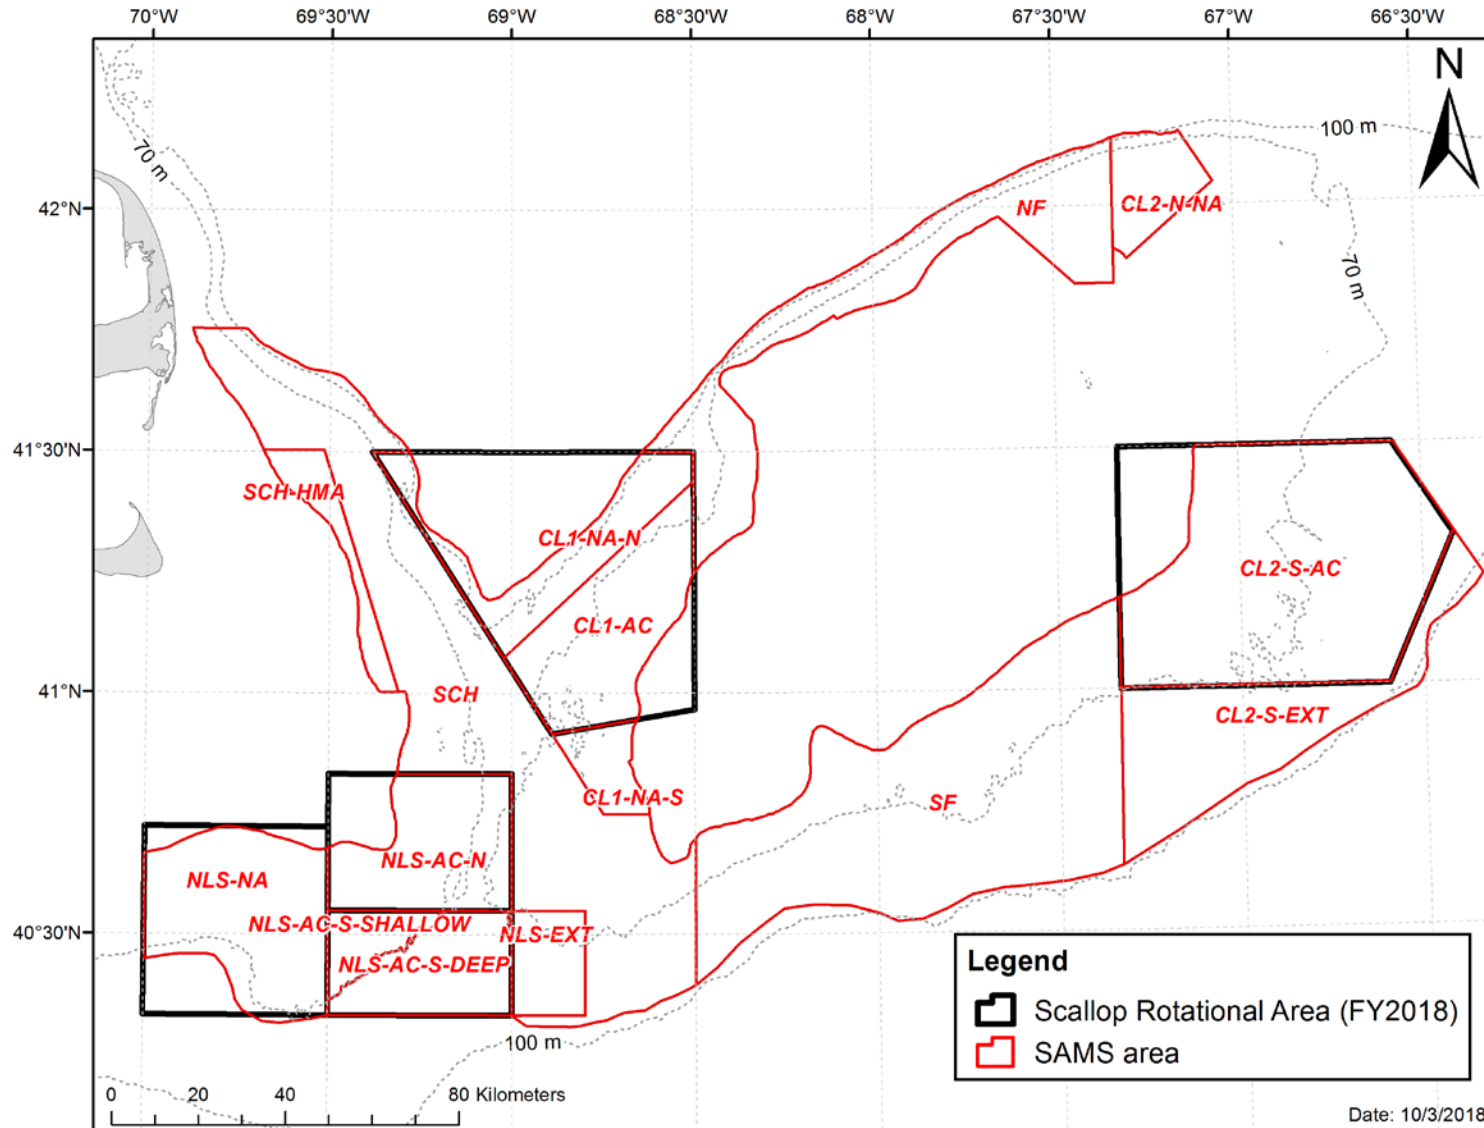 70°W 69°30'W 69°W 68°30'W 68°W 67°30'W 67°W 66°30'W
N
100 m
70 m
42°N
NF
CL2-N-NA
70 m
41°30'N
SCH-HMA
CL1-NA-N
CL2-S-AC
CL1-AC
41°N
SCH
CL2-S-EXT
CL1-NA-S
SF
NLS-AC-N
NLS-NA
NLS-AC-S-SHALLOW
40°30'N
NLS-EXT
NLS-AC-S-DEEP
Legend
Scallop Rotational Area (FY2018)
SAMS area
100 m
0 20 40 80 Kilometers
Date: 10/3/2018